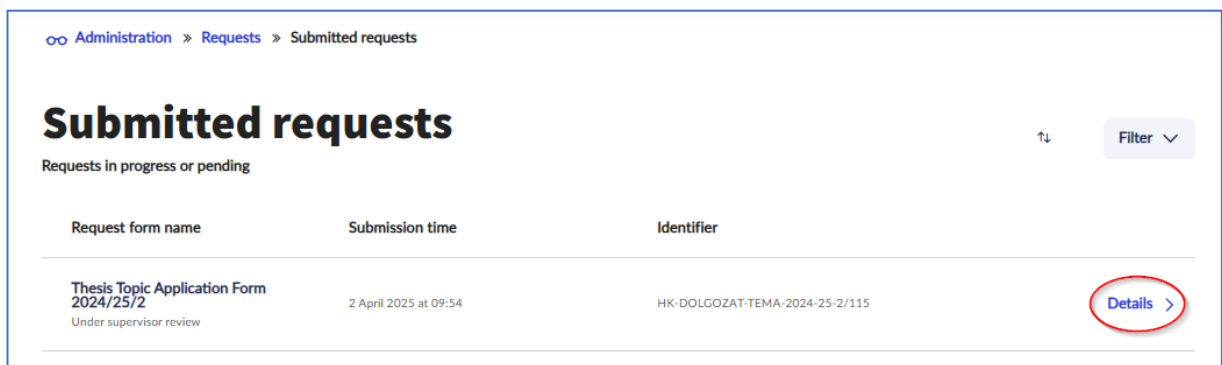 Administration » Requests » Submitted requests
Submitted requests
Filter
Requests in progress or pending
Request form name Submission time Identifier
Thesis Topic Application Form
2024/25/2
Under supervisor review
2 April 2025 at 09:54
HK-DOLGOZAT-TEMA-2024-25-2/115
Details